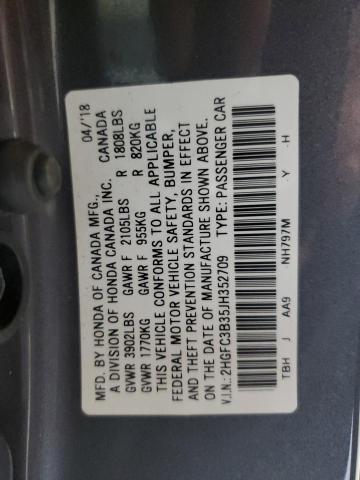 MFD. BY HONDA OF CANADA MFG., 04/'18
A DIVISION OF HONDA CANADA INC. CANADA
GVWR 3902LBS GAWR F 2105LBS R 1808LBS
GVWR 1770KG GAWR F 955KG R 820KG
THIS VEHICLE CONFORMS TO ALL APPLICABLE
FEDERAL MOTOR VEHICLE SAFETY, BUMPER,
AND THEFT PREVENTION STANDARDS IN EFFECT
ON THE DATE OF MANUFACTURE SHOWN ABOVE.
V.I.N.: 2HGFC3B35JH352709 TYPE: PASSENGER CAR
TBH J AA9 NH797M Y H